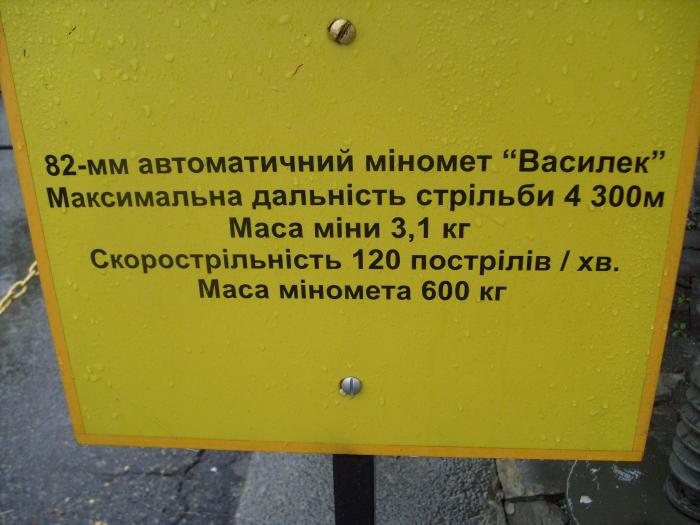 82-мм автоматичний міномет “Василек”
Максимальна дальність стрільби 4 300м
Маса міни 3,1 кг
Скорострільність 120 пострілів / хв.
Маса міномета 600 кг